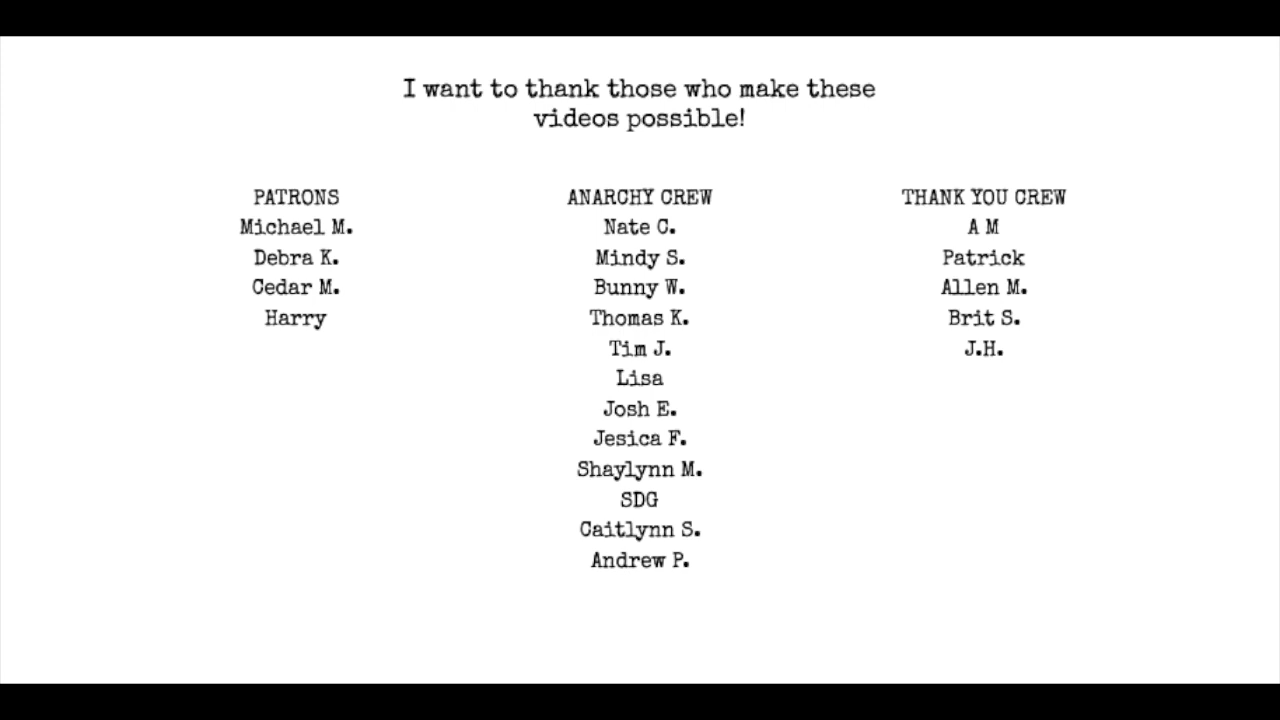 I want to thank those who make these
videos possible!
PATRONS
Michael M.
Debra K.
Cedar M.
Harry
ANARCHY CREW
Nate C.
Mindy S.
Bunny W.
Thomas K.
Tim J.
Lisa
Josh E.
Jesica F.
Shaylynn M.
SDG
Caitlynn S.
Andrew P.
THANK YOU CREW
A M
Patrick
Allen M.
Brit S.
J.H.